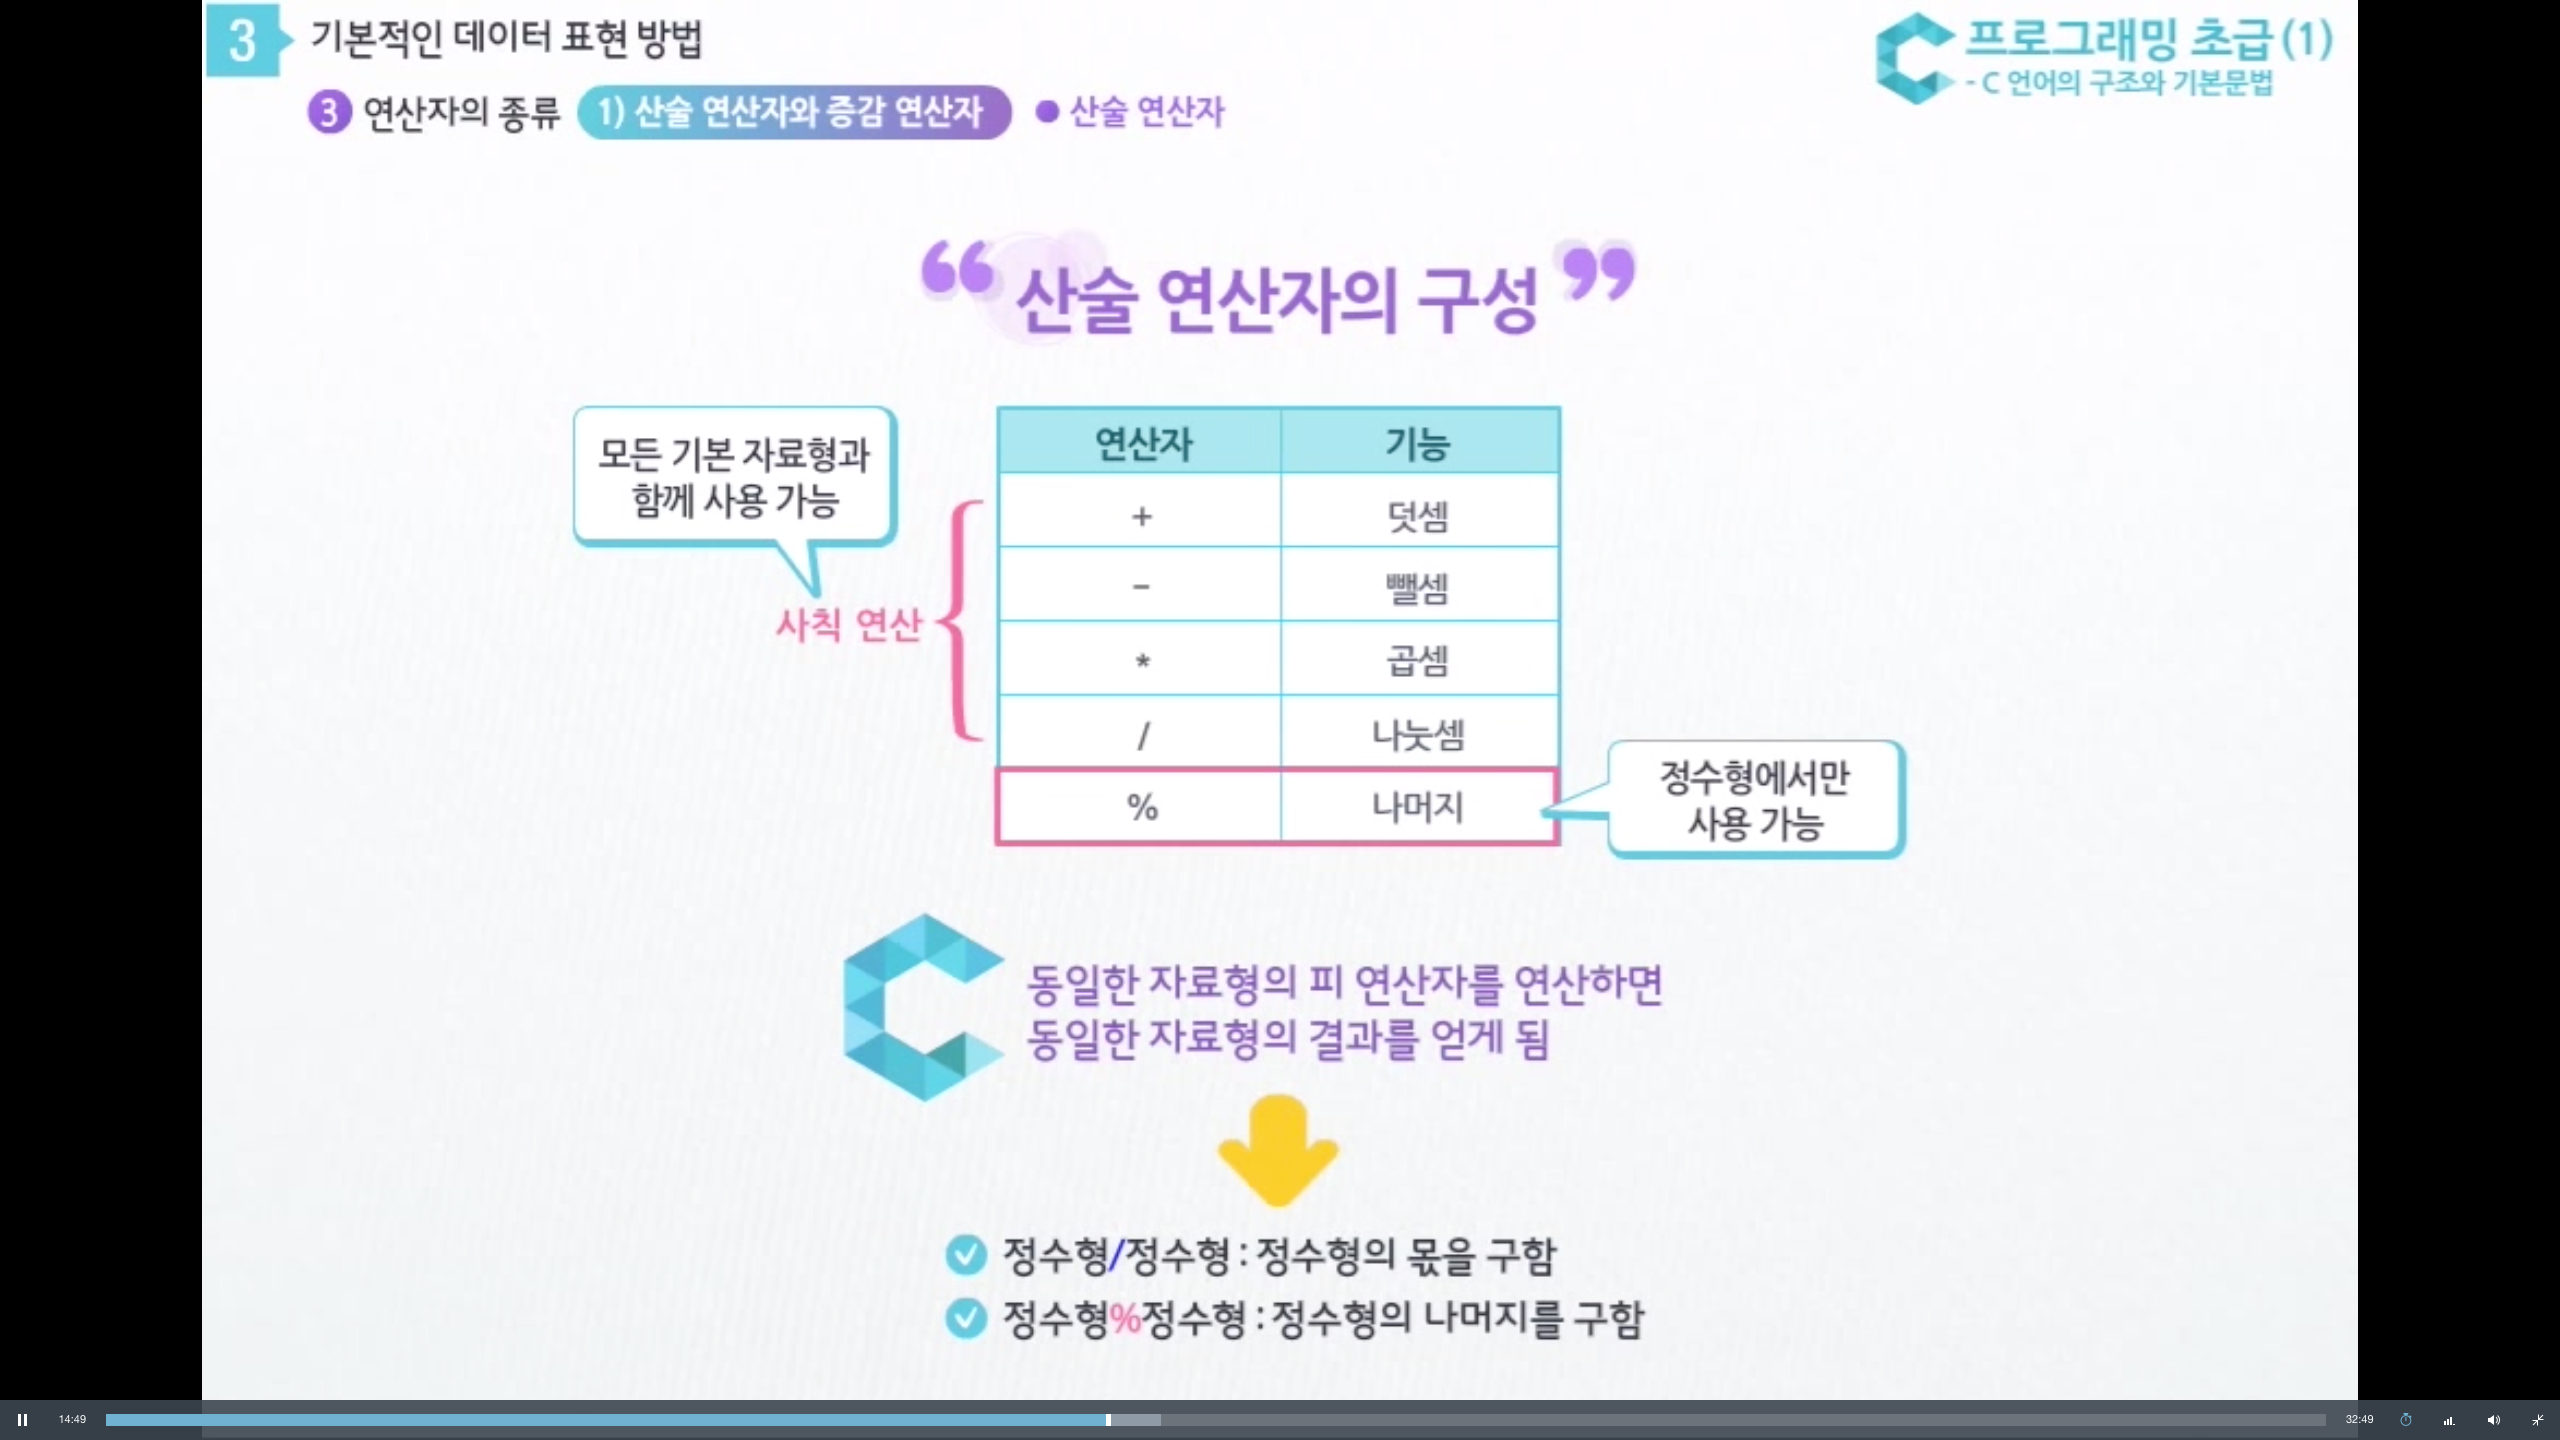 3 기본적인 데이터 표현 방법
3 연산자의 종류 1) 산술 연산자와 증감 연산자 ● 산술 연산자
프로그래밍 초급(1)
- C 언어의 구조와 기본문법
“ 산술 연산자의 구성 ”
모든 기본 자료형과
함께 사용 가능
사칙 연산
연산자 기능
+ 덧셈
- 뺄셈
* 곱셈
/ 나눗셈
% 나머지
정수형에서만
사용 가능
동일한 자료형의 피 연산자를 연산하면
동일한 자료형의 결과를 얻게 됨
정수형/정수형 : 정수형의 몫을 구함
정수형%정수형 : 정수형의 나머지를 구함
14:49 32:49